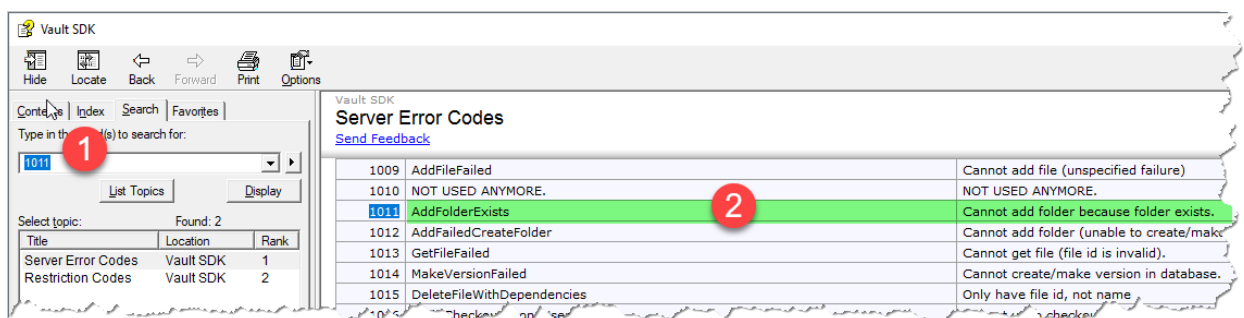 Vault SDK
Hide Locate Back Forward Print Options
Index Search Favorites
Type in the (s) to search for:
1
1011
List Topics Display
Select topic: Found: 2
Title Location Rank
Server Error Codes Vault SDK 1
Restriction Codes Vault SDK 2
Vault SDK
Server Error Codes
Send Feedback
1009 AddFileFailed Cannot add file (unspecified failure)
1010 NOT USED ANYMORE. NOT USED ANYMORE.
1011 AddFolderExists 2 Cannot add folder because folder exists.
1012 AddFailedCreateFolder Cannot add folder (unable to create/make
1013 GetFileFailed Cannot get file (file id is invalid).
1014 MakeVersionFailed Cannot create/make version in database.
1015 DeleteFileWithDependencies Only have file id, not name